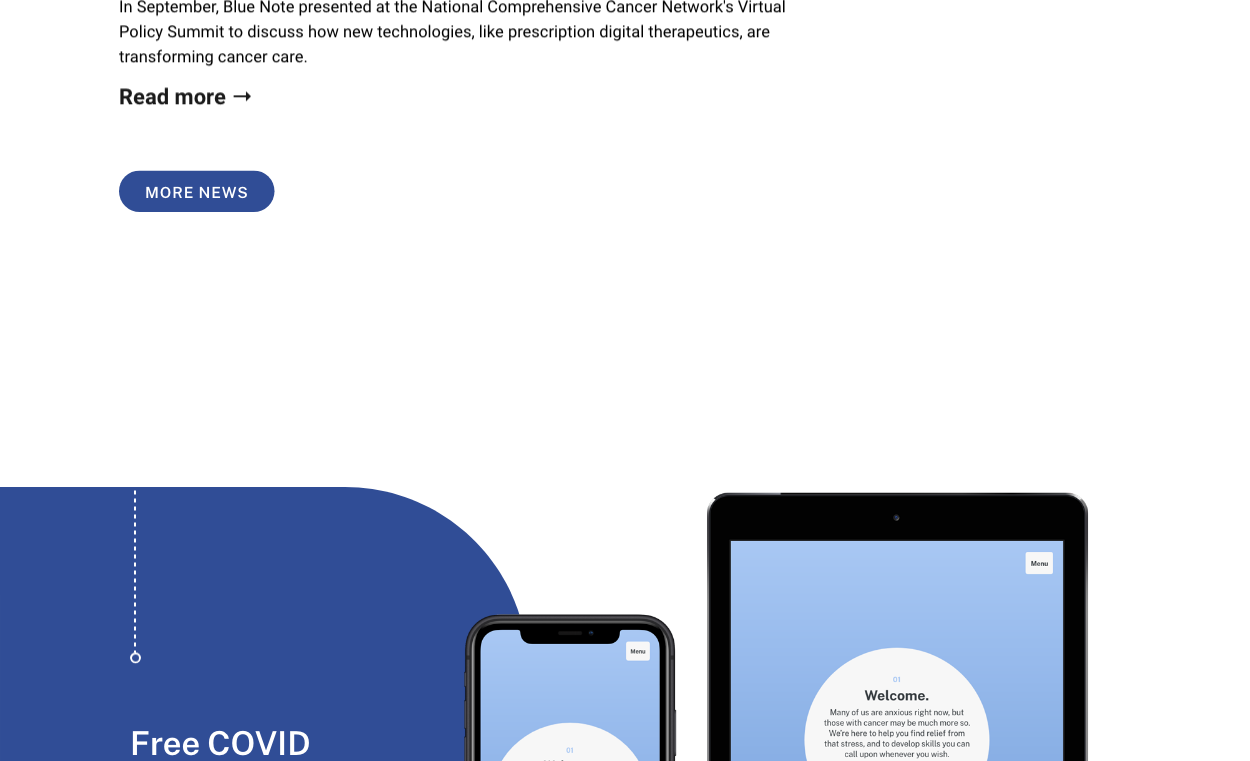 In September, Blue Note presented at the National Comprehensive Cancer Network's Virtual
Policy Summit to discuss how new technologies, like prescription digital therapeutics, are
transforming cancer care.
Read more →
MORE NEWS
Free COVID
Menu
01
Menu
01
Welcome.
Many of us are anxious right now, but
those with cancer may be much more so.
We're here to help you find relief from
that stress, and to develop skills you can
call upon whenever you wish.